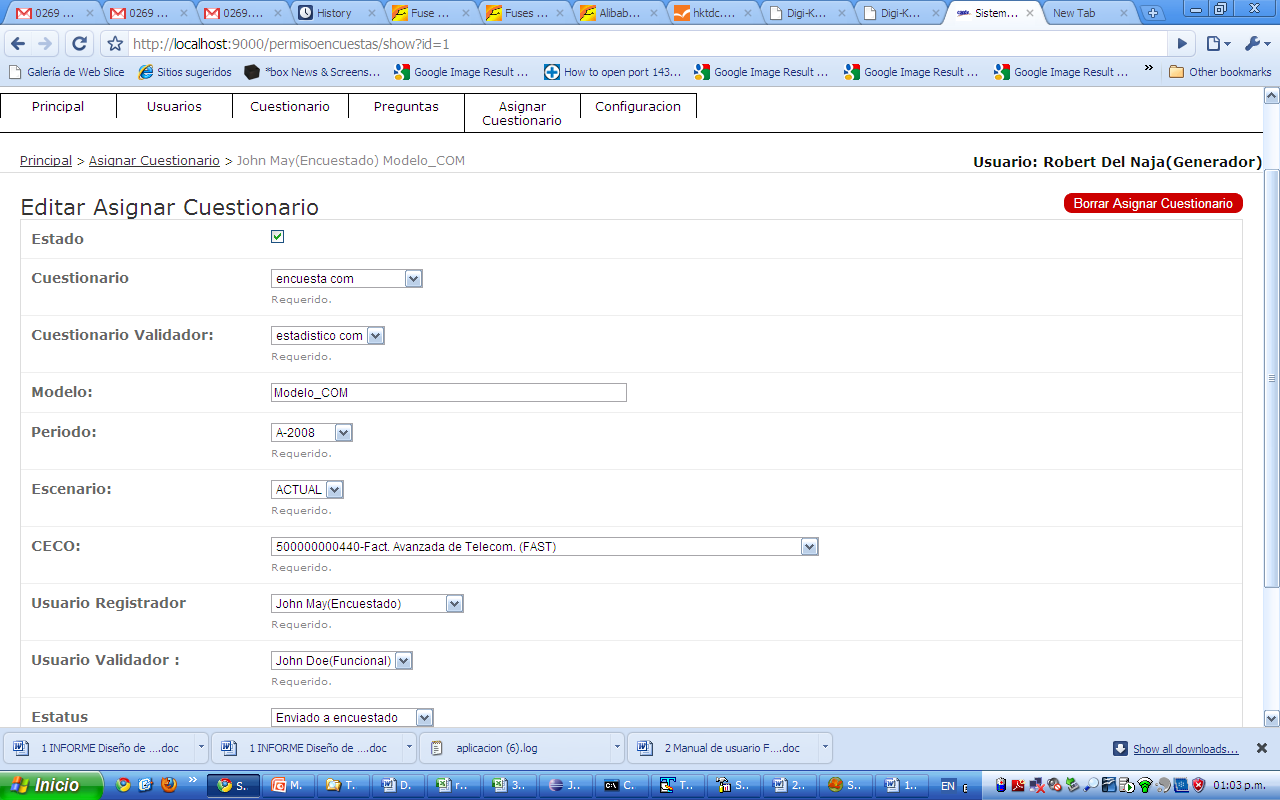 0269 ...
0269 ...
0269....
History
Fuse ...
Fuses ...
Alibab...
hktdc....
Digi-K...
Digi-K...
Sistem...
New Tab
http://localhost:9000/permisoencuestas/show?id=1
Galería de Web Slice
Sitios sugeridos
*box News & Screens...
Google Image Result ...
How to open port 143...
Google Image Result ...
Google Image Result ...
Google Image Result ...
»
Other bookmarks
Principal
Usuarios
Cuestionario
Preguntas
Asignar
Cuestionario
Configuracion
Principal > Asignar Cuestionario > John May(Encuestado) Modelo_COM
Usuario: Robert Del Naja(Generador)
Editar Asignar Cuestionario
Borrar Asignar Cuestionario
Estado
Cuestionario
encuesta com
Requerido.
Cuestionario Validador:
estadistico com
Requerido.
Modelo:
Modelo_COM
Periodo:
A-2008
Requerido.
Escenario:
ACTUAL
Requerido.
CECO:
500000000440-Fact. Avanzada de Telecom. (FAST)
Requerido.
Usuario Registrador
John May(Encuestado)
Requerido.
Usuario Validador :
John Doe(Funcional)
Requerido.
Estatus
Enviado a encuestado
1 INFORME Diseño de ....doc
1 INFORME Diseño de ....doc
aplicacion (6).log
2 Manual de usuario F....doc
Show all downloads...
Inicio
»
S..
M.
T..
D.
r..
3..
J..
C.
T..
S..
2..
S..
1..
EN
01:03 p.m.